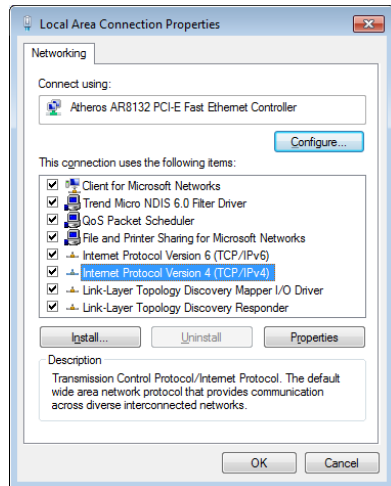 Local Area Connection Properties
Networking
Connect using:
Atheros AR8132 PCI-E Fast Ethernet Controller
Configure...
This connection uses the following items:
Client for Microsoft Networks
Trend Micro NDIS 6.0 Filter Driver
QoS Packet Scheduler
File and Printer Sharing for Microsoft Networks
Internet Protocol Version 6 (TCP/IPv6)
Internet Protocol Version 4 (TCP/IPv4)
Link-Layer Topology Discovery Mapper I/O Driver
Link-Layer Topology Discovery Responder
Install... Uninstall Properties
Description
Transmission Control Protocol/Internet Protocol. The default
wide area network protocol that provides communication
across diverse interconnected networks.
OK Cancel